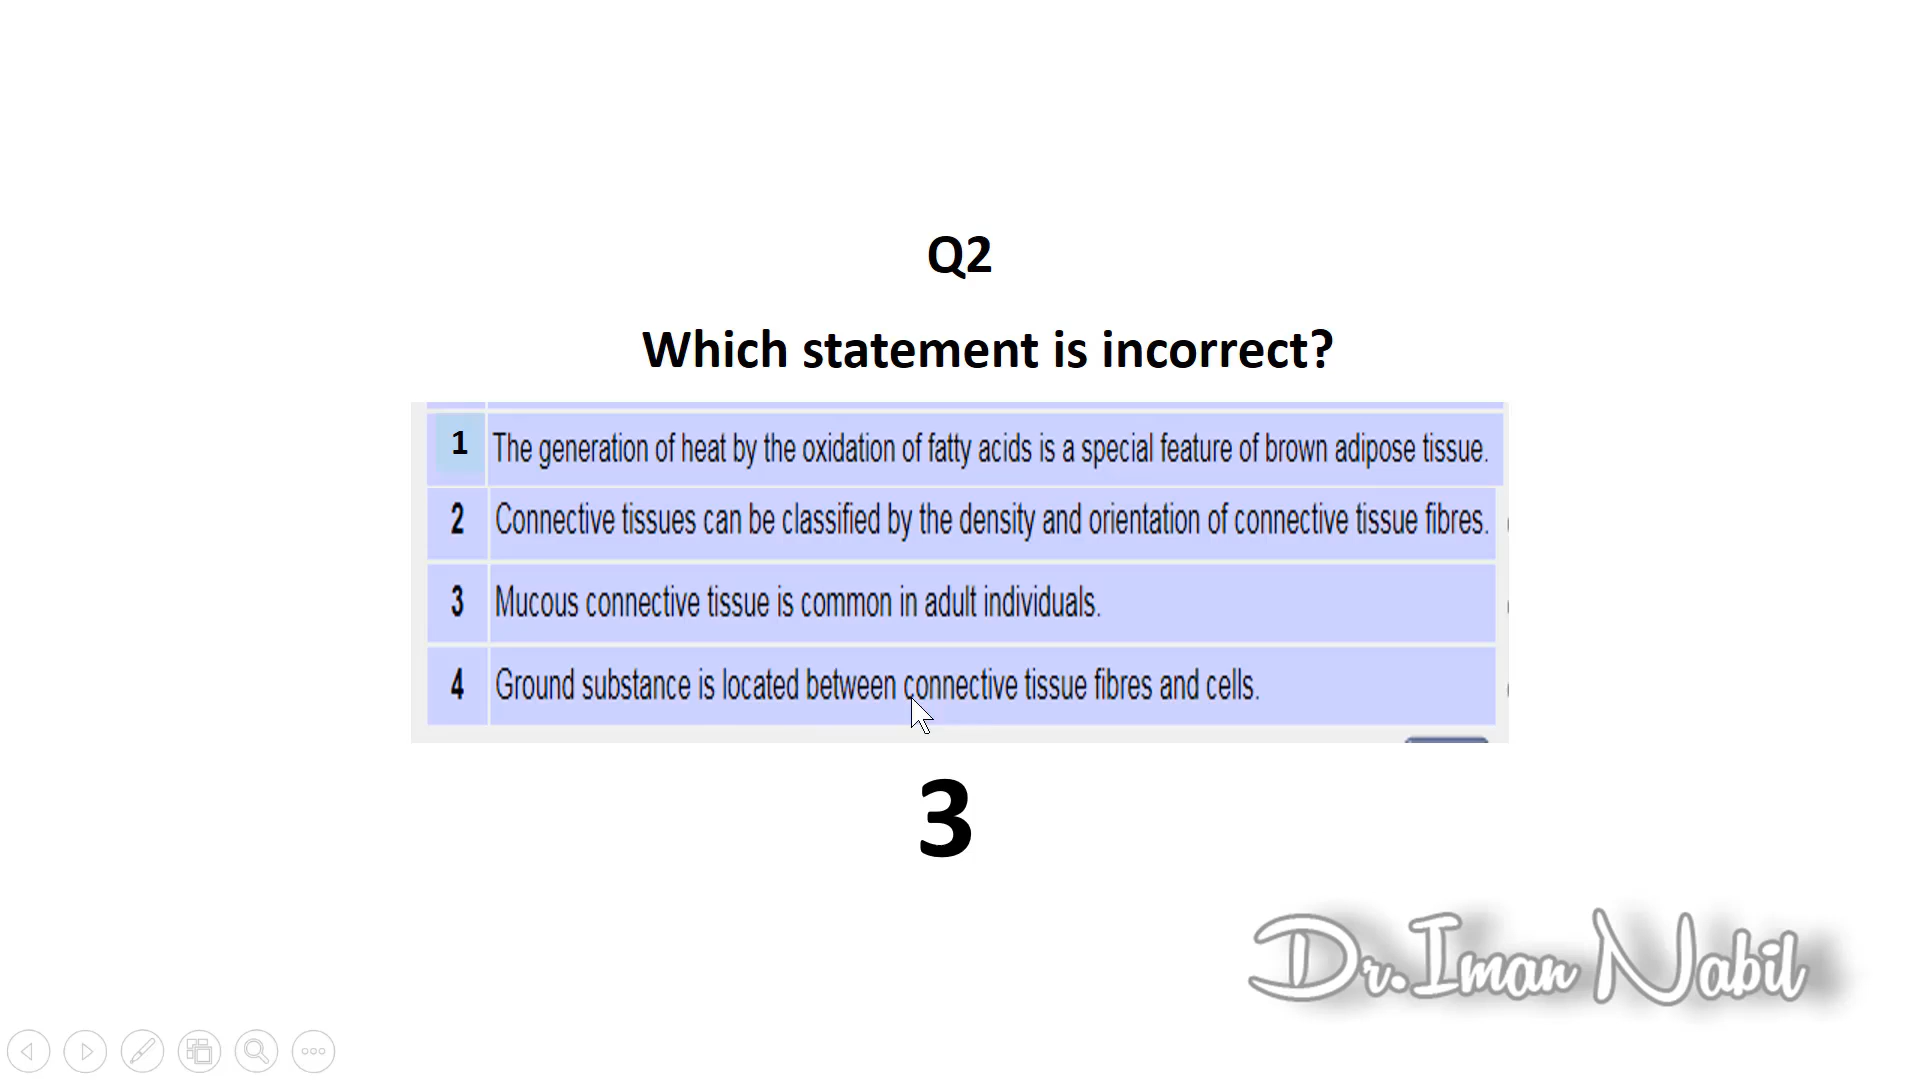 Q2
Which statement is incorrect?
1 The generation of heat by the oxidation of fatty acids is a special feature of brown adipose tissue.
2 Connective tissues can be classified by the density and orientation of connective tissue fibres.
3 Mucous connective tissue is common in adult individuals.
4 Ground substance is located between connective tissue fibres and cells.
3
Dr.Iman Nabil